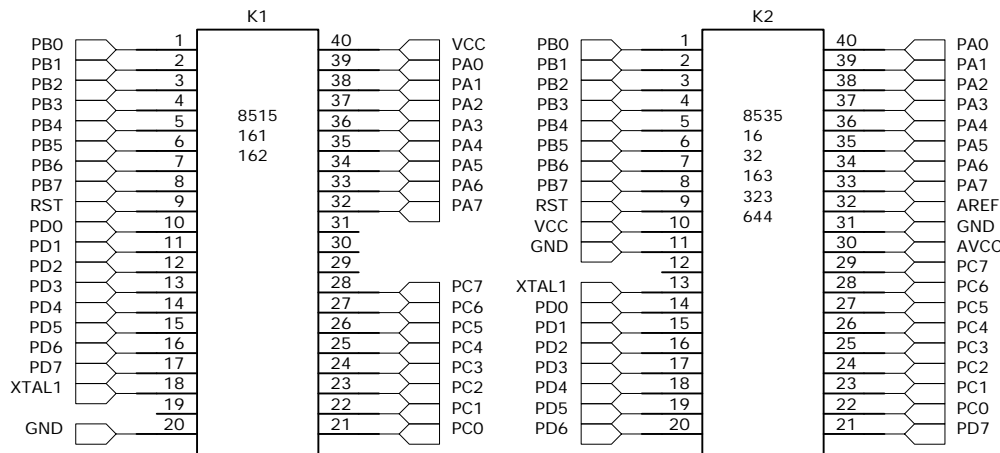 K1
PB0 1 40 VCC
PB1 2 39 PA0
PB2 3 38 PA1
PB3 4 37 PA2
PB4 5 36 PA3
PB5 6 35 PA4
PB6 7 34 PA5
PB7 8 33 PA6
RST 9 32 PA7
PD0 10 31
PD1 11 30
PD2 12 29
PD3 13 28 PC7
PD4 14 27 PC6
PD5 15 26 PC5
PD6 16 25 PC4
PD7 17 24 PC3
XTAL1 18 23 PC2
19 22 PC1
GND 20 21 PC0
8515
161
162
K2
PB0 1 40 PA0
PB1 2 39 PA1
PB2 3 38 PA2
PB3 4 37 PA3
PB4 5 36 PA4
PB5 6 35 PA5
PB6 7 34 PA6
PB7 8 33 PA7
RST 9 32 AREF
VCC 10 31 GND
GND 11 30 AVCC
12 29 PC7
XTAL1 13 28 PC6
PD0 14 27 PC5
PD1 15 26 PC4
PD2 16 25 PC3
PD3 17 24 PC2
PD4 18 23 PC1
PD5 19 22 PC0
PD6 20 21 PD7
8535
16
32
163
323
644